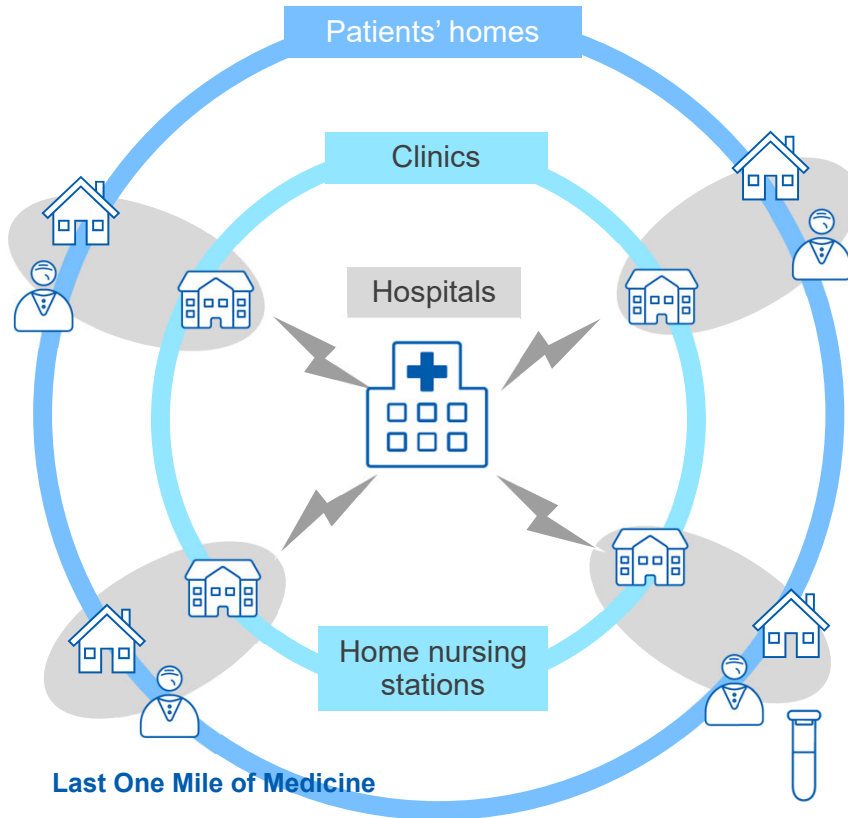 Patients’ homes
Clinics
Hospitals
Home nursing
stations
Last One Mile of Medicine